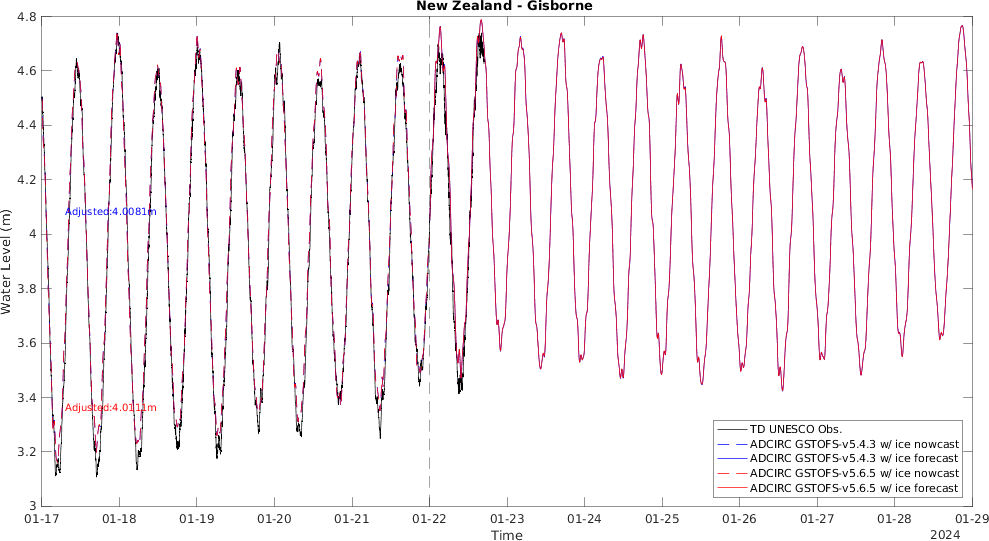 New Zealand - Gisborne
4.8
4.6
4.4
4.2
4
3.8
3.6
3.4
3.2
3
Water Level (m)
Adjusted:4.0081m
Adjusted:4.0111m
TD UNESCO Obs.
ADCIRC GSTOFS-v5.4.3 w/ ice nowcast
ADCIRC GSTOFS-v5.4.3 w/ ice forecast
ADCIRC GSTOFS-v5.6.5 w/ ice nowcast
ADCIRC GSTOFS-v5.6.5 w/ ice forecast
01-17 01-18 01-19 01-20 01-21 01-22 01-23 01-24 01-25 01-26 01-27 01-28 01-29
Time
2024